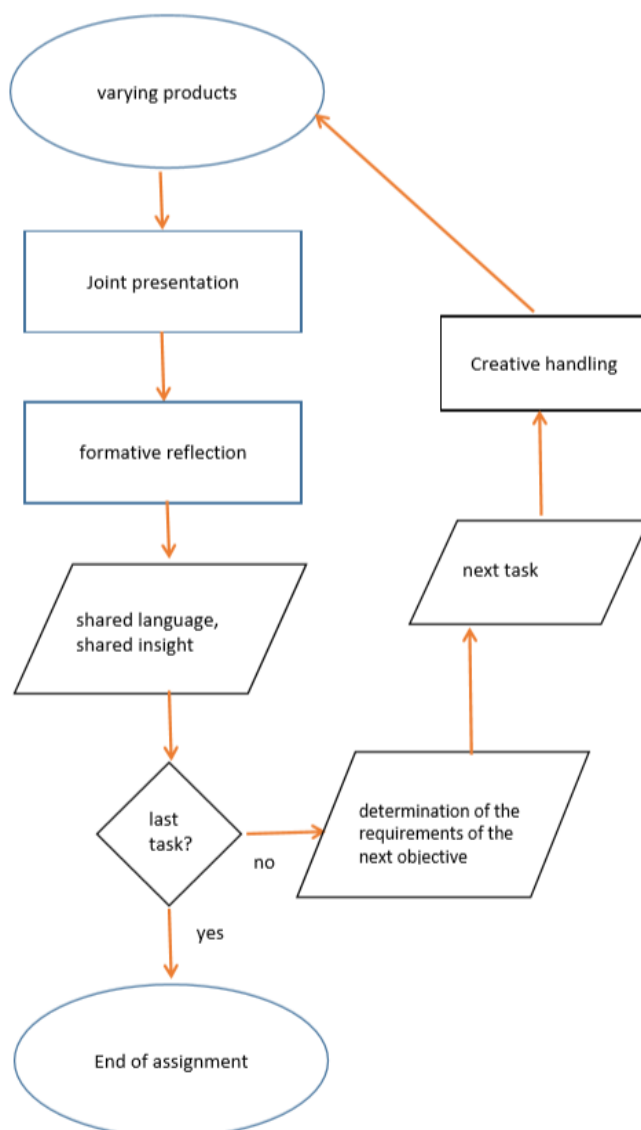 varying products
Joint presentation
formative reflection
shared language,
shared insight
last
task?
no
yes
End of assignment
determination of the
requirements of the
next objective
next task
Creative handling